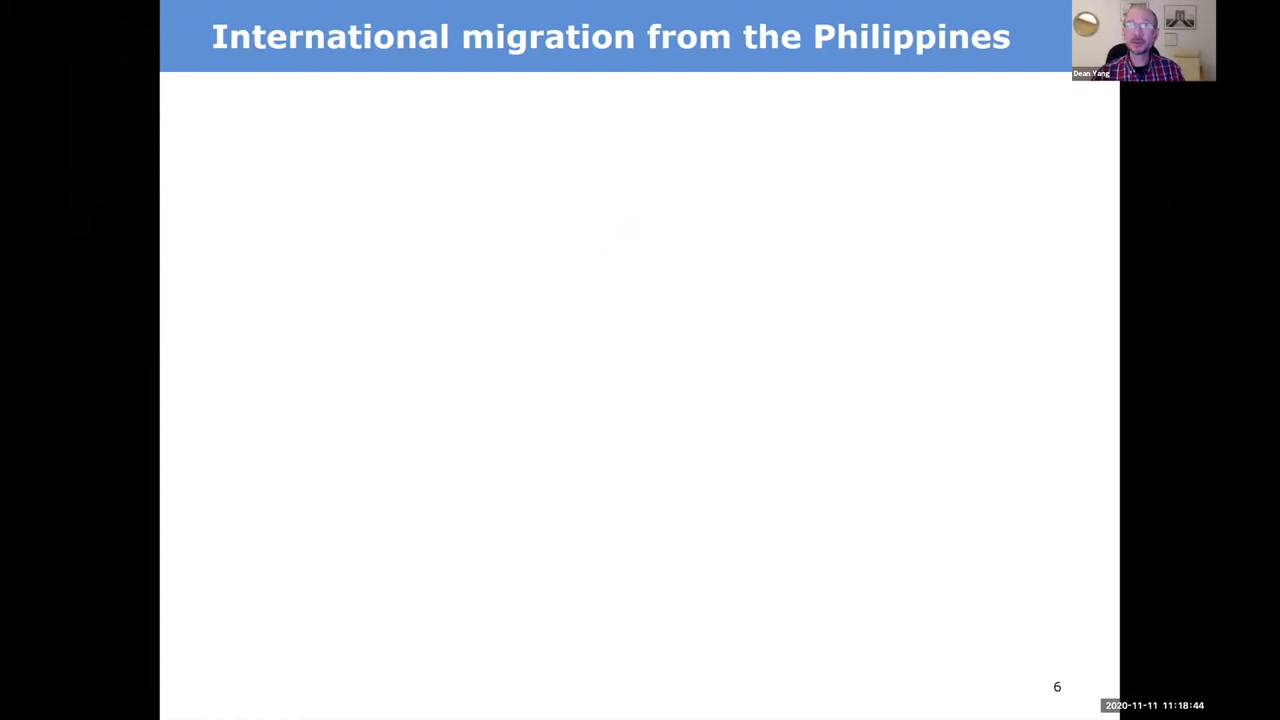 International migration from the Philippines
Dean Yang
6
2020-11-11 11:18:44